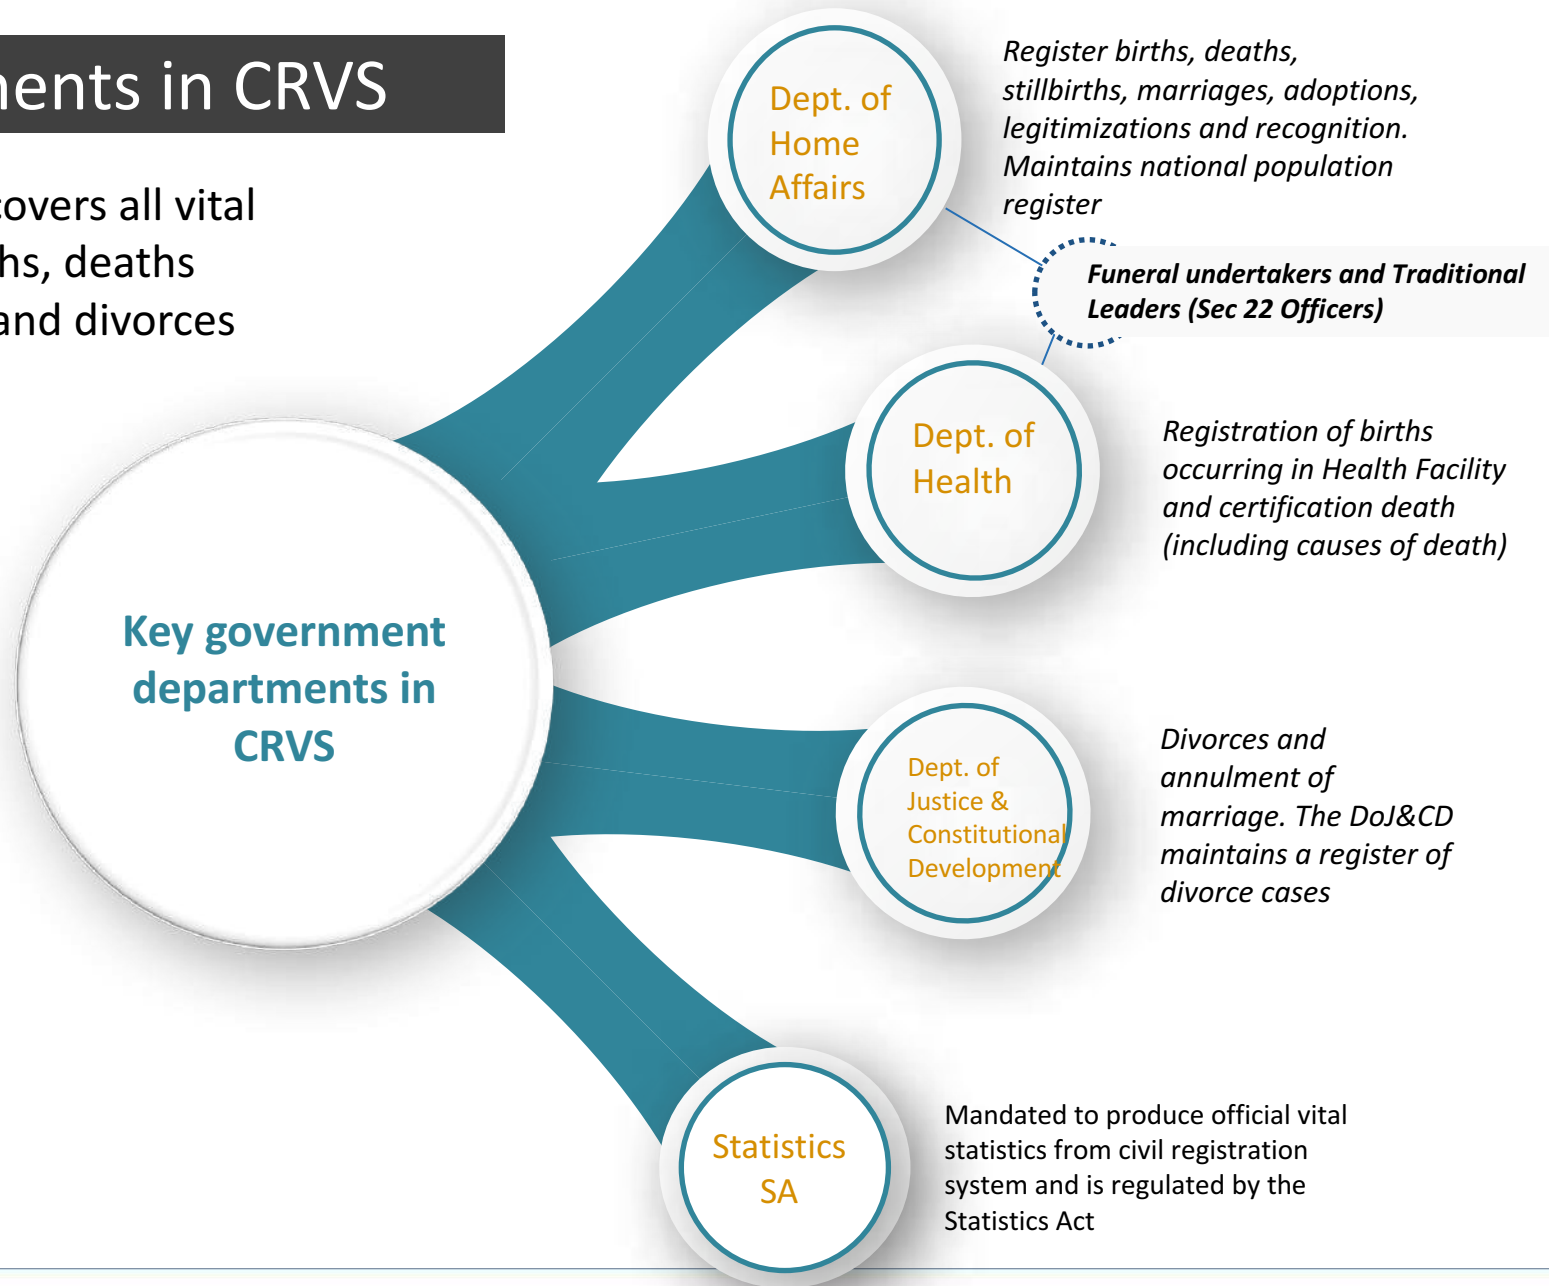 ents in CRVS
covers all vital
hs, deaths
and divorces
Key government
departments in
CRVS
Dept. of
Home
Affairs
Register births, deaths,
stillbirths, marriages, adoptions,
legitimizations and recognition.
Maintains national population
register
Funeral undertakers and Traditional
Leaders (Sec 22 Officers)
Dept. of
Health
Registration of births
occurring in Health Facility
and certification death
(including causes of death)
Dept. of
Justice &
Constitutional
Development
Divorces and
annulment of
marriage. The DoJ&CD
maintains a register of
divorce cases
Statistics
SA
Mandated to produce official vital
statistics from civil registration
system and is regulated by the
Statistics Act